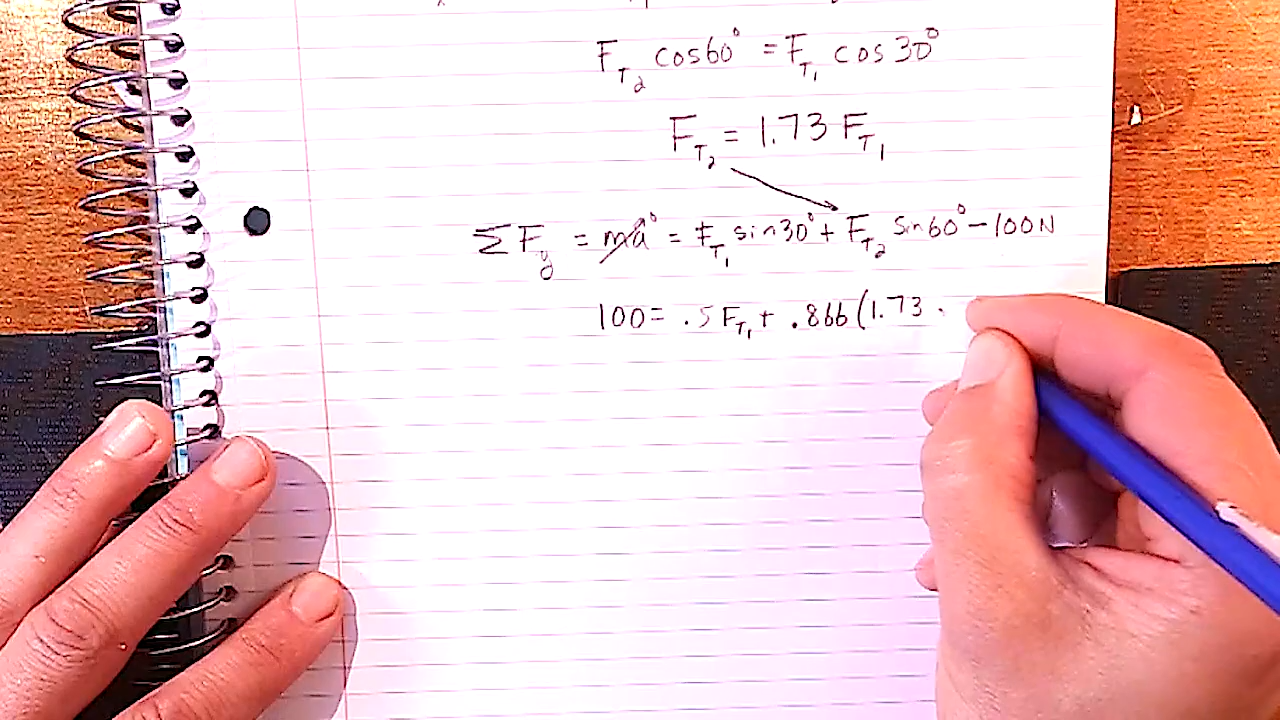 F_T2 cos60° = F_T1 cos30°
F_T2 = 1.73 F_T1
ΣF_y = ma° = F_T1 sin30° + F_T2 sin60° - 100N
100 = .5 F_T1 + .866(1.73 ·